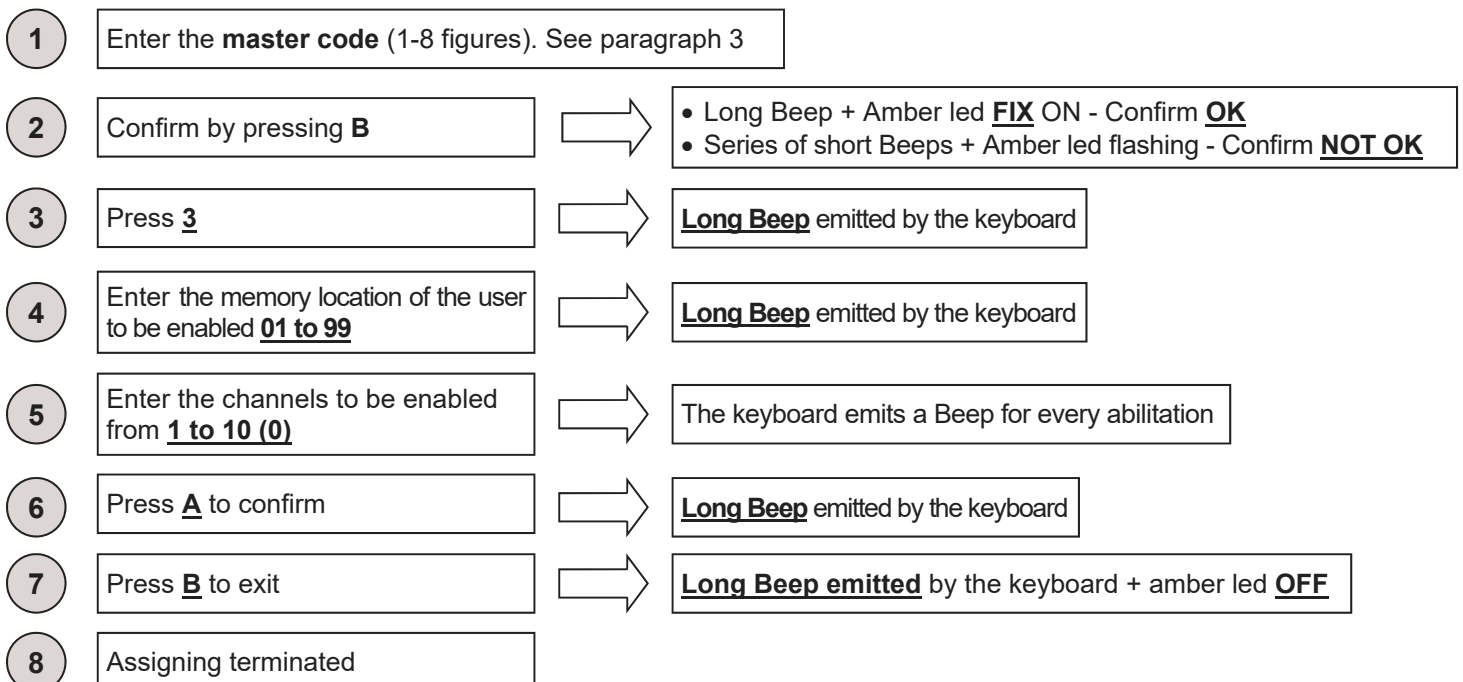 1
Enter the master code (1-8 figures). See paragraph 3
2
Confirm by pressing B
• Long Beep + Amber led FIX ON - Confirm OK
• Series of short Beeps + Amber led flashing - Confirm NOT OK
3
Press 3
Long Beep emitted by the keyboard
4
Enter the memory location of the user
to be enabled 01 to 99
Long Beep emitted by the keyboard
5
Enter the channels to be enabled
from 1 to 10 (0)
The keyboard emits a Beep for every abilitation
6
Press A to confirm
Long Beep emitted by the keyboard
7
Press B to exit
Long Beep emitted by the keyboard + amber led OFF
8
Assigning terminated